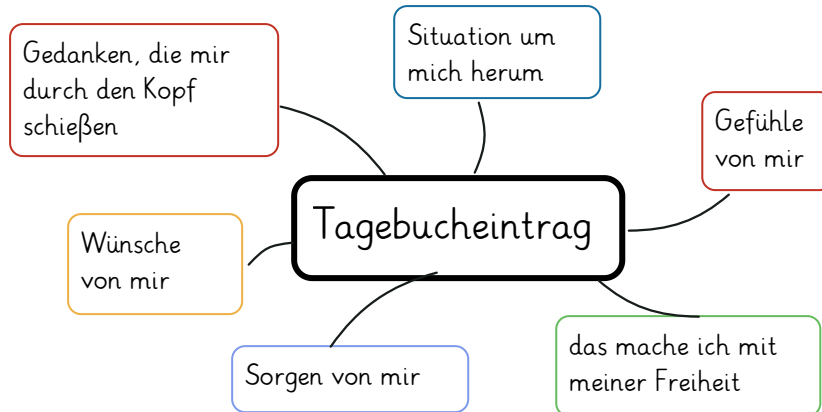 Gedanken, die mir
durch den Kopf
schießen
Situation um
mich herum
Gefühle
von mir
Tagebucheintrag
Wünsche
von mir
Sorgen von mir
das mache ich mit
meiner Freiheit